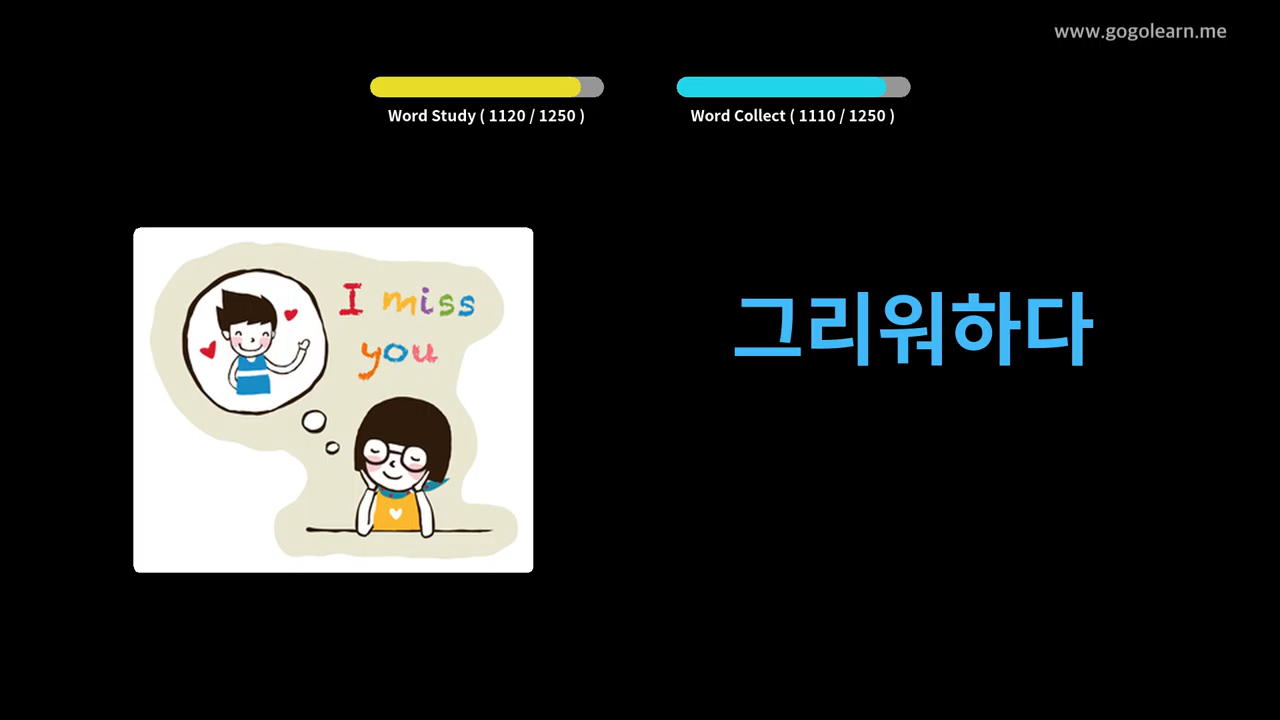 www.gogolearn.me
Word Study ( 1120 / 1250 )
Word Collect ( 1110 / 1250 )
I miss
you
그리워하다